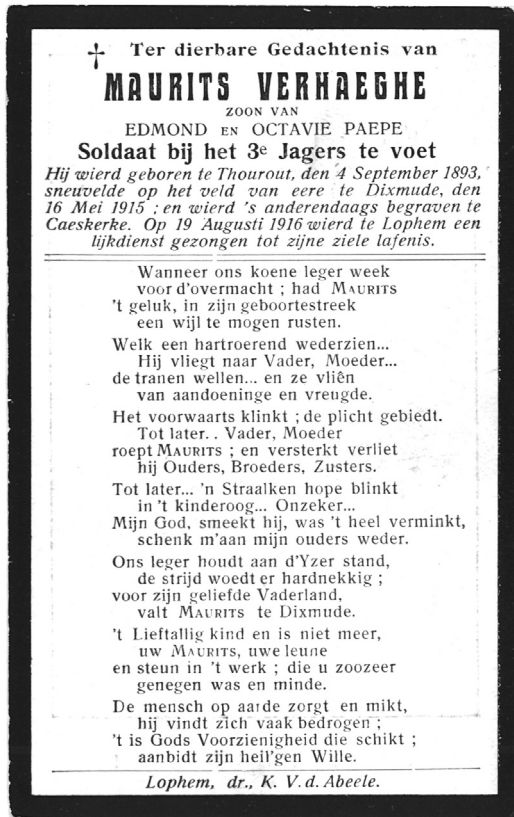 † Ter dierbare Gedachtenis van
MAURITS VERHAEGHE
ZOON VAN
EDMOND EN OCTAVIE PAEPE
Soldaat bij het 3e Jagers te voet
Hij wierd geboren te Thourout, den 4 September 1893,
sneuvelde op het veld van eere te Dixmude, den
16 Mei 1915 ; en wierd 's anderendaags begraven te
Caeskerke. Op 19 Augusti 1916 wierd te Lophem een
lijkdienst gezongen tot zijne ziele lafenis.
Wanneer ons koene leger week
voor d'overmacht ; had MAURITS
't geluk, in zijn geboortestreek
een wijl te mogen rusten.
Welk een hartroerend wederzien...
Hij vliegt naar Vader, Moeder...
de tranen wellen... en ze vliên
van aandoeninge en vreugde.
Het voorwaarts klinkt ; de plicht gebiedt.
Tot later.. Vader, Moeder
roept MAURITS ; en versterkt verliet
hij Ouders, Broeders, Zusters.
Tot later... 'n Straalken hope blinkt
in 't kinderoog... Onzeker...
Mijn God, smeekt hij, was 't heel verminkt,
schenk m'aan mijn ouders weder.
Ons leger houdt aan d'Yzer stand,
de strijd woedt er hardnekkig ;
voor zijn geliefde Vaderland,
valt MAURITS te Dixmude.
't Lieftallig kind en is niet meer,
uw MAURITS, uwe leune
en steun in 't werk ; die u zoozeer
genegen was en minde.
De mensch op aarde zorgt en mikt,
hij vindt zich vaak bedrogen ;
't is Gods Voorzienigheid die schikt ;
aanbidt zijn heil'gen Wille.
Lophem, dr., K. V. d. Abeele.